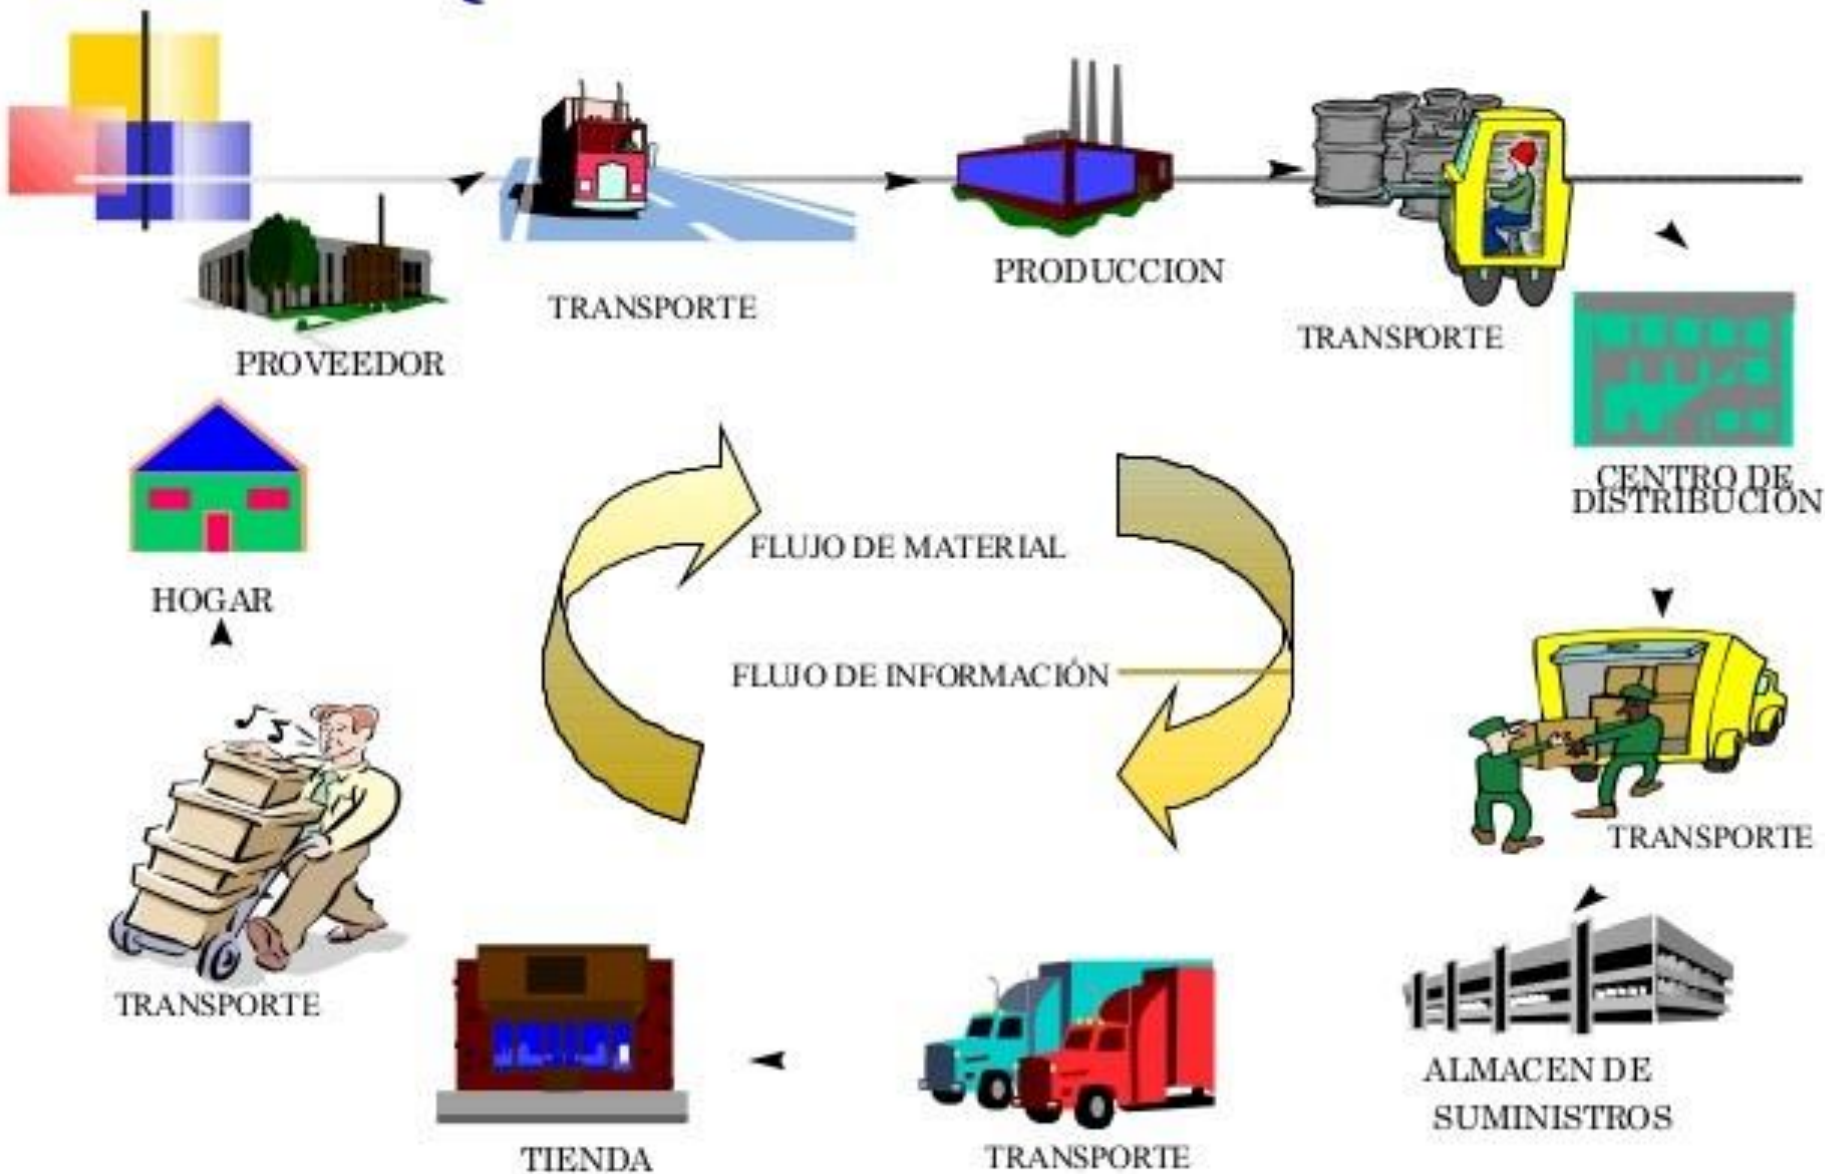 PROVEEDOR
TRANSPORTE
PRODUCCION
TRANSPORTE
CENTRO DE
DISTRIBUCIÓN
HOGAR
FLUJO DE MATERIAL
FLUJO DE INFORMACIÓN
TRANSPORTE
TRANSPORTE
TIENDA
TRANSPORTE
ALMACEN DE
SUMINISTROS